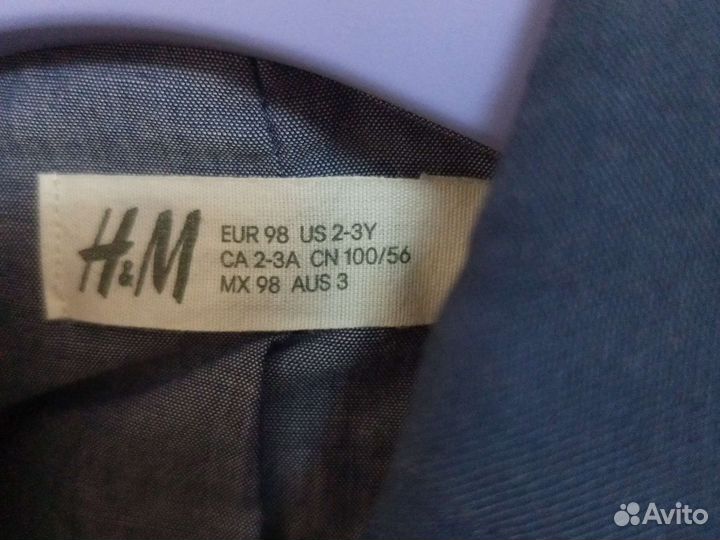 H&M
EUR 98 US 2-3Y
CA 2-3A CN 100/56
MX 98 AUS 3
Avito